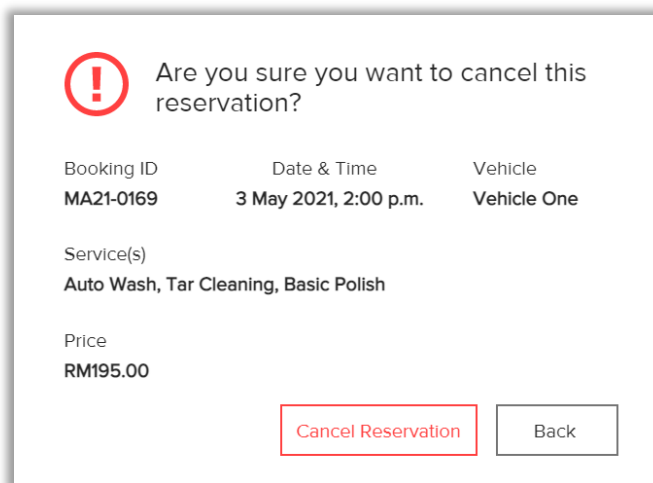 Are you sure you want to cancel this
reservation?
Booking ID
Date & Time
Vehicle
MA21-0169
3 May 2021, 2:00 p.m.
Vehicle One
Service(s)
Auto Wash, Tar Cleaning, Basic Polish
Price
RM195.00
Cancel Reservation
Back